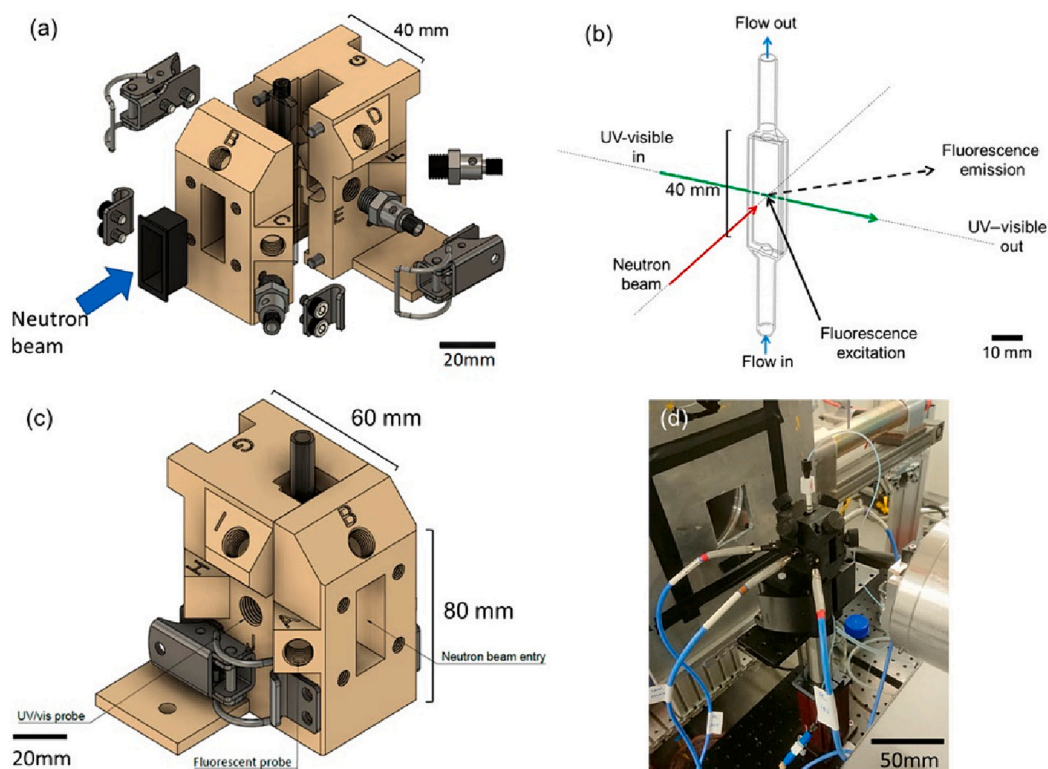 (a)
40 mm
G
B
D
F
C
E
Neutron
beam
20mm
(b)
Flow out
UV-visible
in
40 mm
Fluorescence
emission
UV–visible
out
Neutron
beam
Fluorescence
excitation
Flow in
10 mm
(c)
60 mm
G
I
B
H
A
80 mm
Neutron beam entry
UV/vis probe
Fluorescent probe
20mm
(d)
50mm